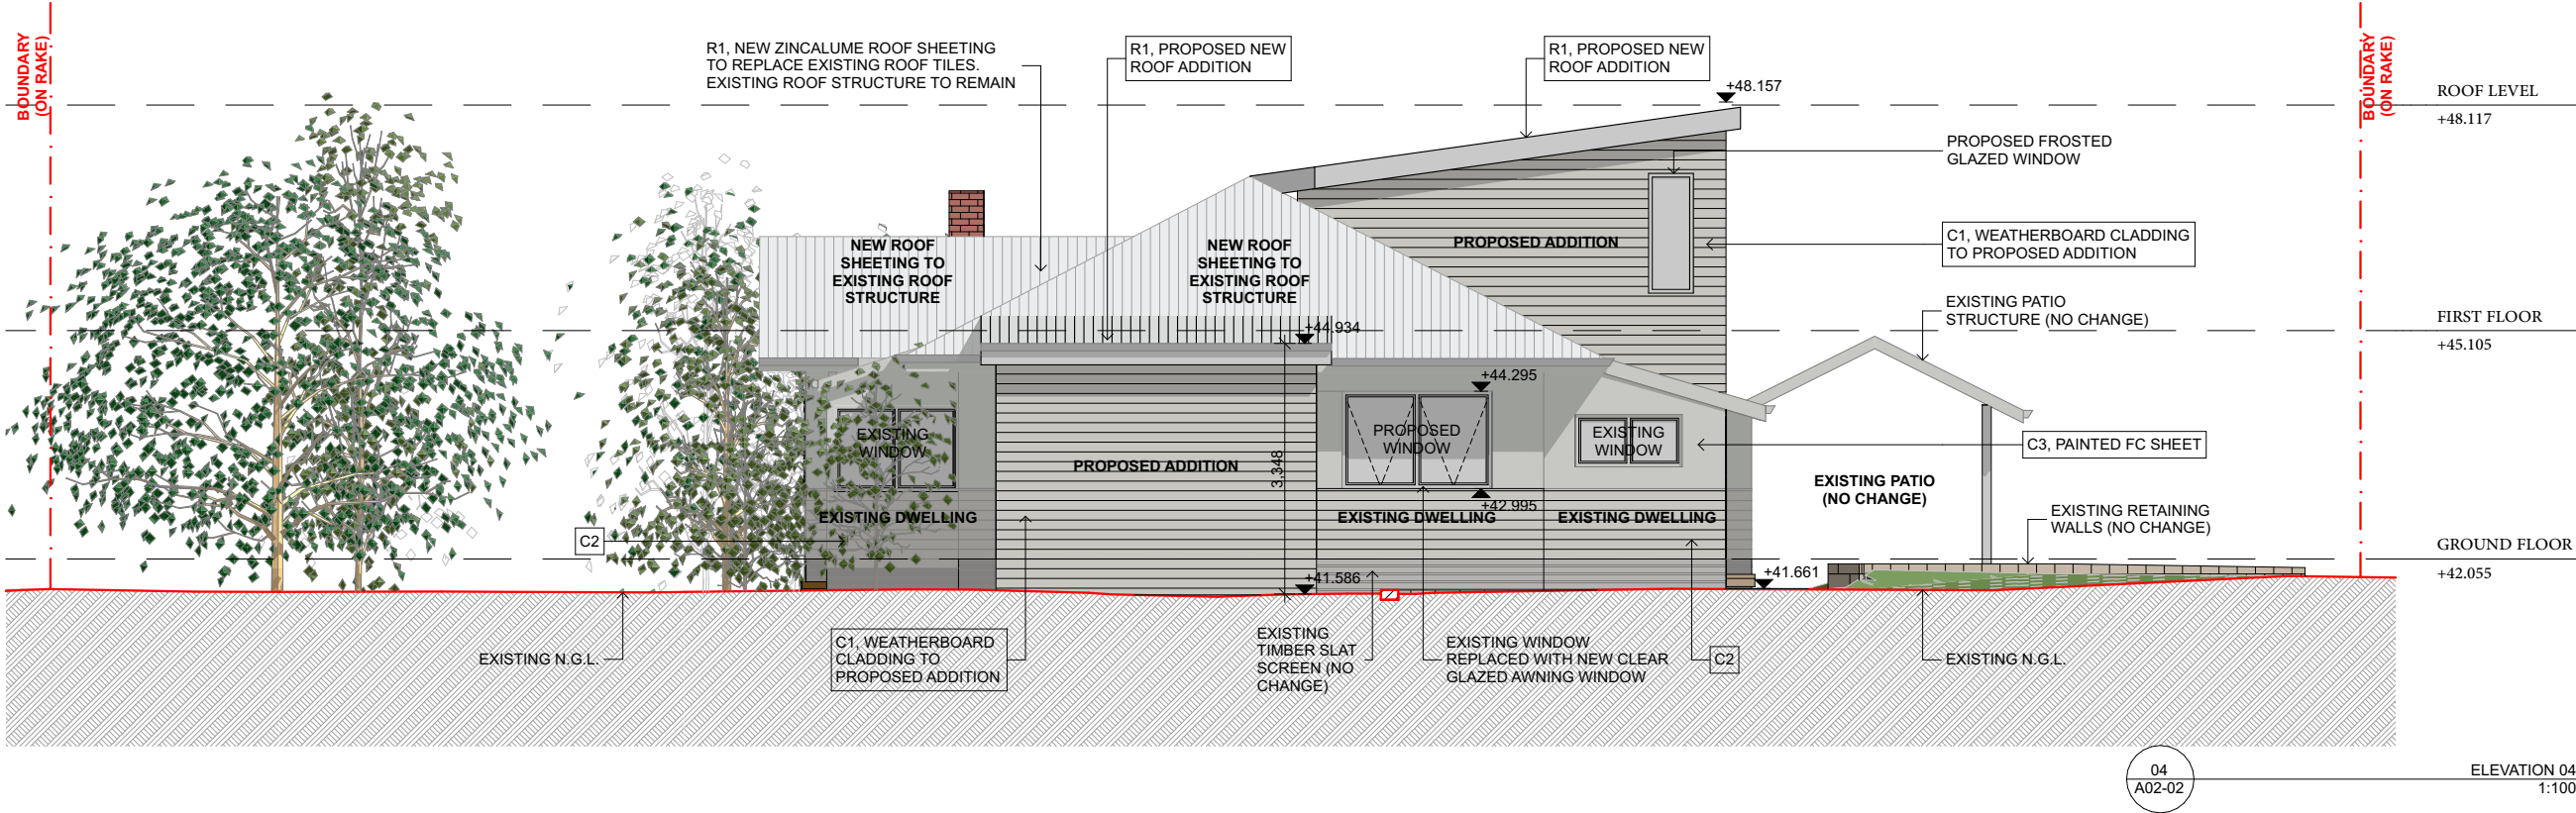 BOUNDARY
(ON RAKE)
R1, NEW ZINCALUME ROOF SHEETING
TO REPLACE EXISTING ROOF TILES.
EXISTING ROOF STRUCTURE TO REMAIN
R1, PROPOSED NEW
ROOF ADDITION
R1, PROPOSED NEW
ROOF ADDITION
+48.157
BOUNDARY
(ON RAKE)
ROOF LEVEL
+48.117
PROPOSED FROSTED
GLAZED WINDOW
C1, WEATHERBOARD CLADDING
TO PROPOSED ADDITION
NEW ROOF
SHEETING TO
EXISTING ROOF
STRUCTURE
NEW ROOF
SHEETING TO
EXISTING ROOF
STRUCTURE
PROPOSED ADDITION
EXISTING PATIO
STRUCTURE (NO CHANGE)
FIRST FLOOR
+45.105
+44.934
+44.295
EXISTING
WINDOW
PROPOSED
WINDOW
EXISTING
WINDOW
C3, PAINTED FC SHEET
PROPOSED ADDITION
3,348
EXISTING PATIO
(NO CHANGE)
+42.995
EXISTING DWELLING
EXISTING DWELLING
EXISTING DWELLING
EXISTING RETAINING
WALLS (NO CHANGE)
C2
GROUND FLOOR
+42.055
+41.586
+41.661
EXISTING N.G.L.
C1, WEATHERBOARD
CLADDING TO
PROPOSED ADDITION
EXISTING
TIMBER SLAT
SCREEN (NO
CHANGE)
EXISTING WINDOW
REPLACED WITH NEW CLEAR
GLAZED AWNING WINDOW
C2
EXISTING N.G.L.
04
A02-02
ELEVATION 04
1:100